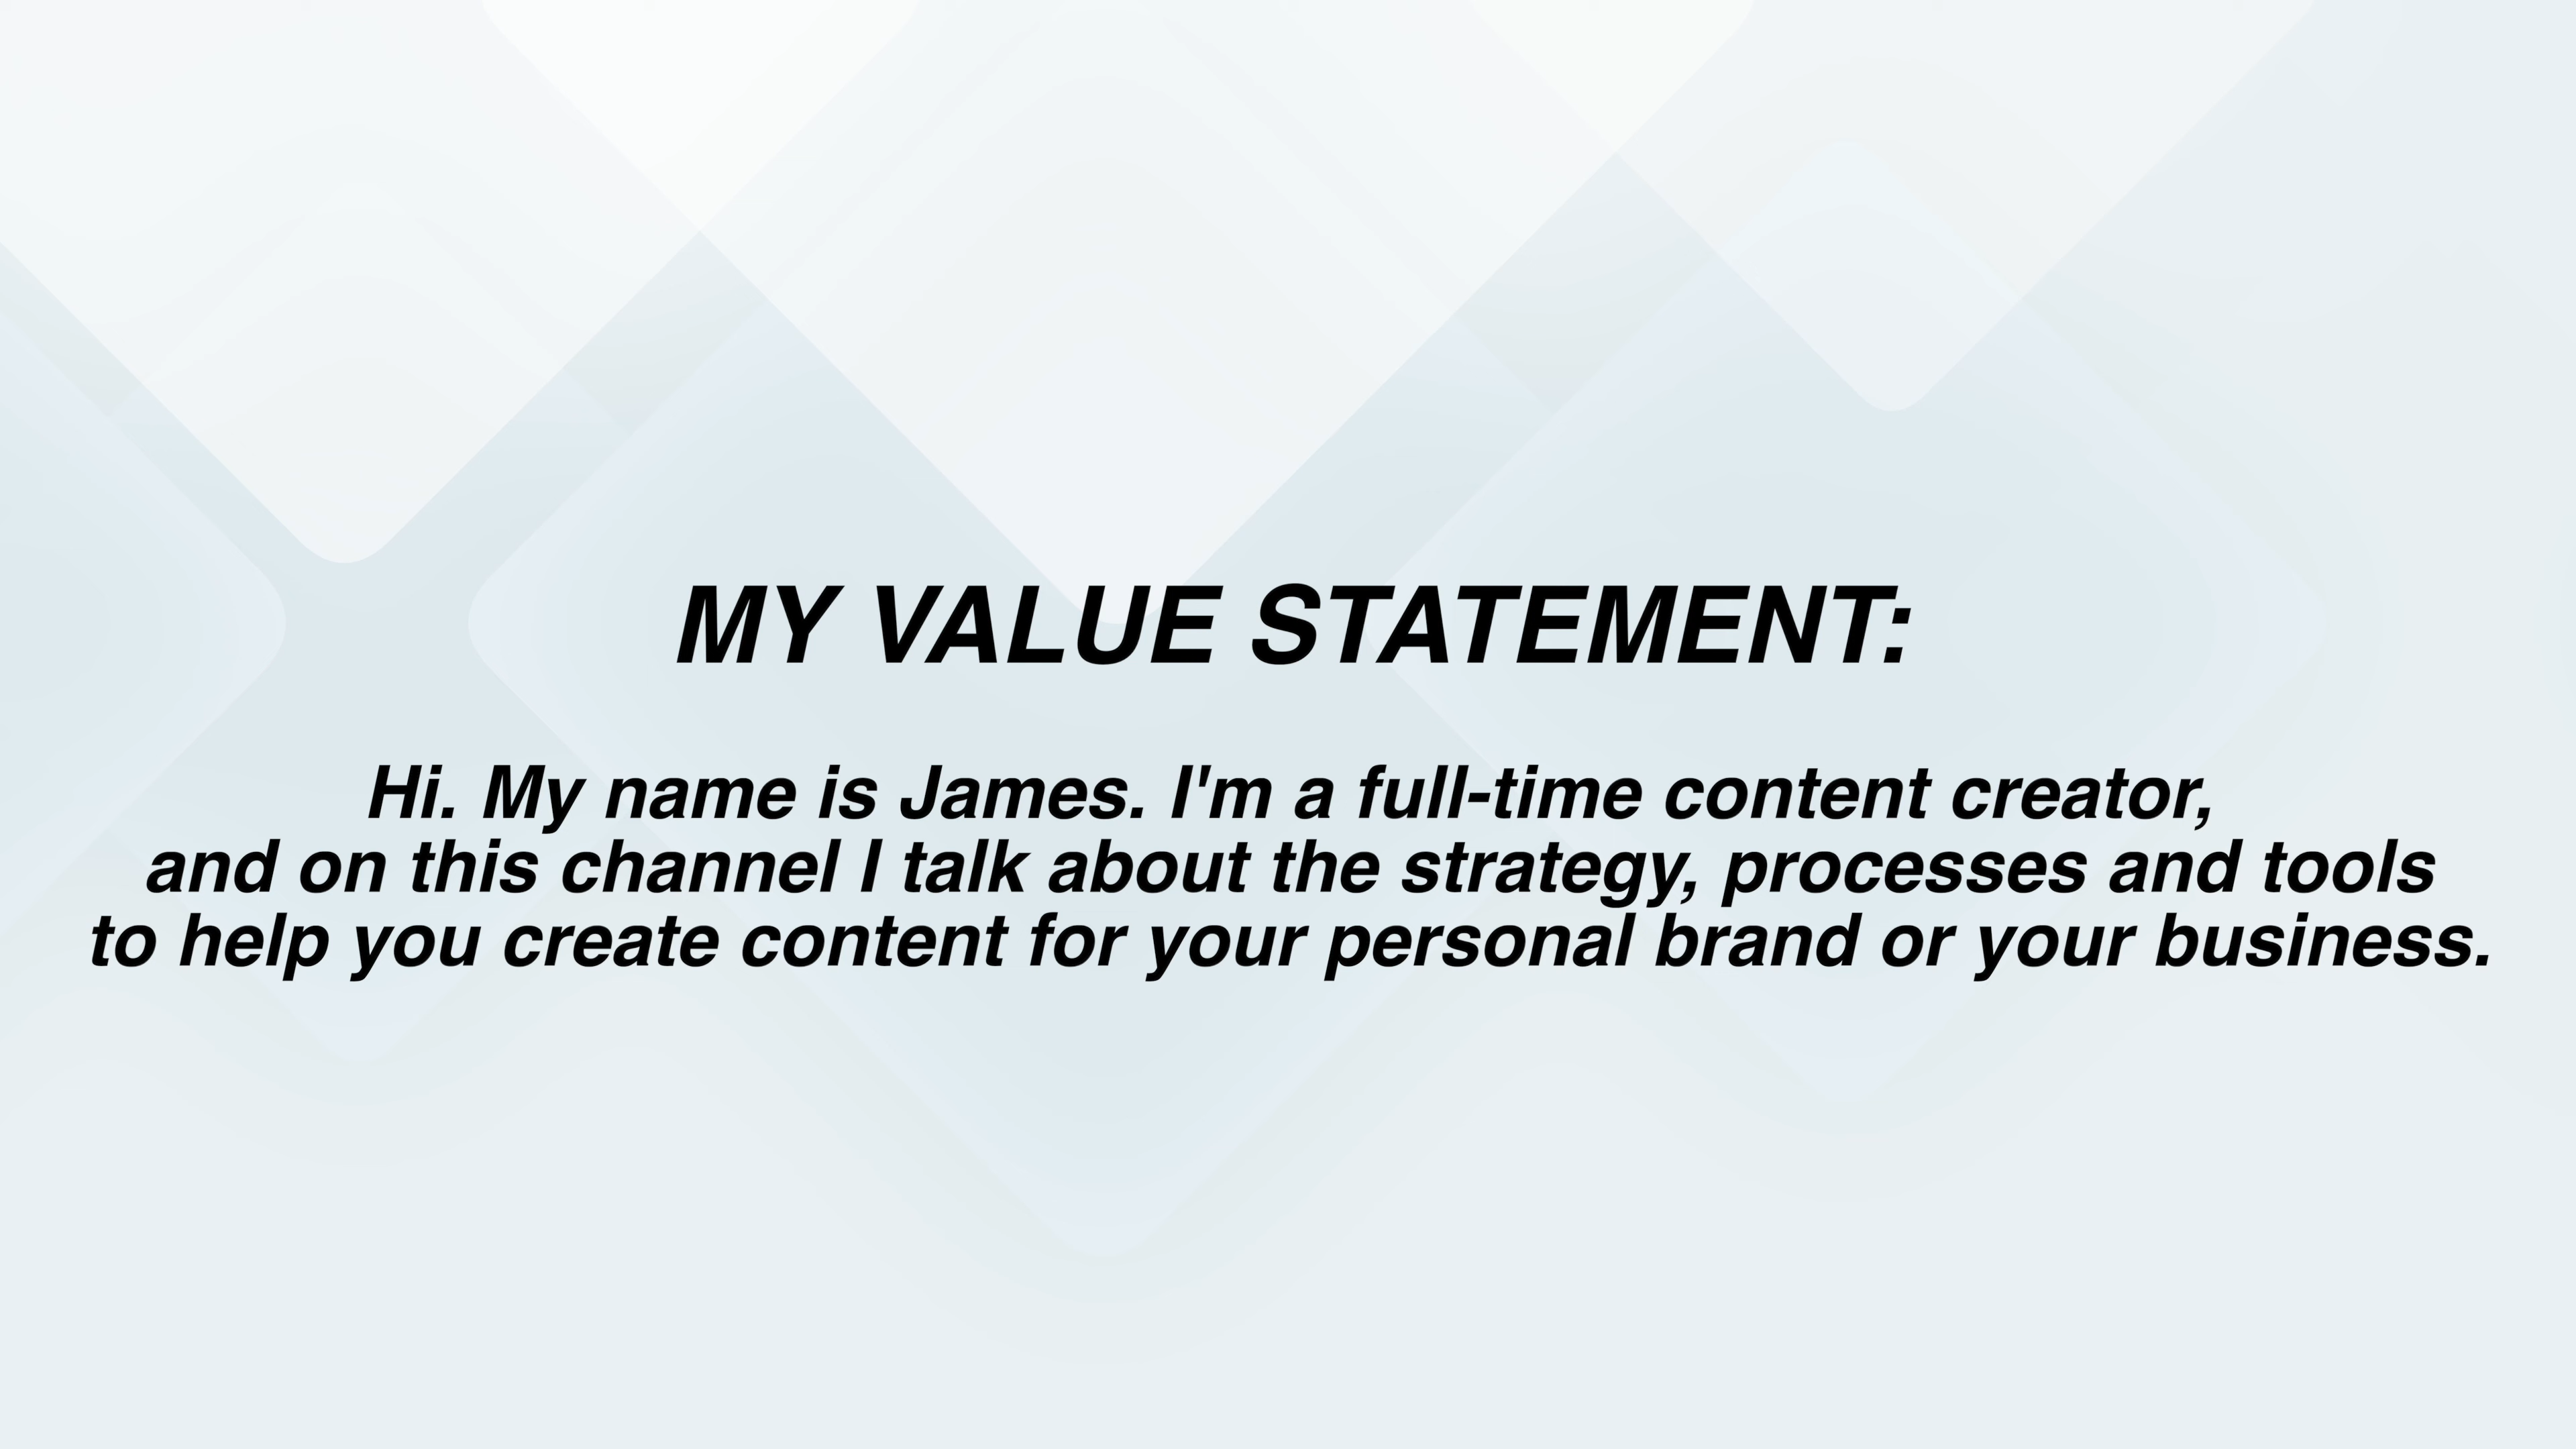 MY VALUE STATEMENT:
Hi. My name is James. I'm a full-time content creator,
and on this channel I talk about the strategy, processes and tools
to help you create content for your personal brand or your business.